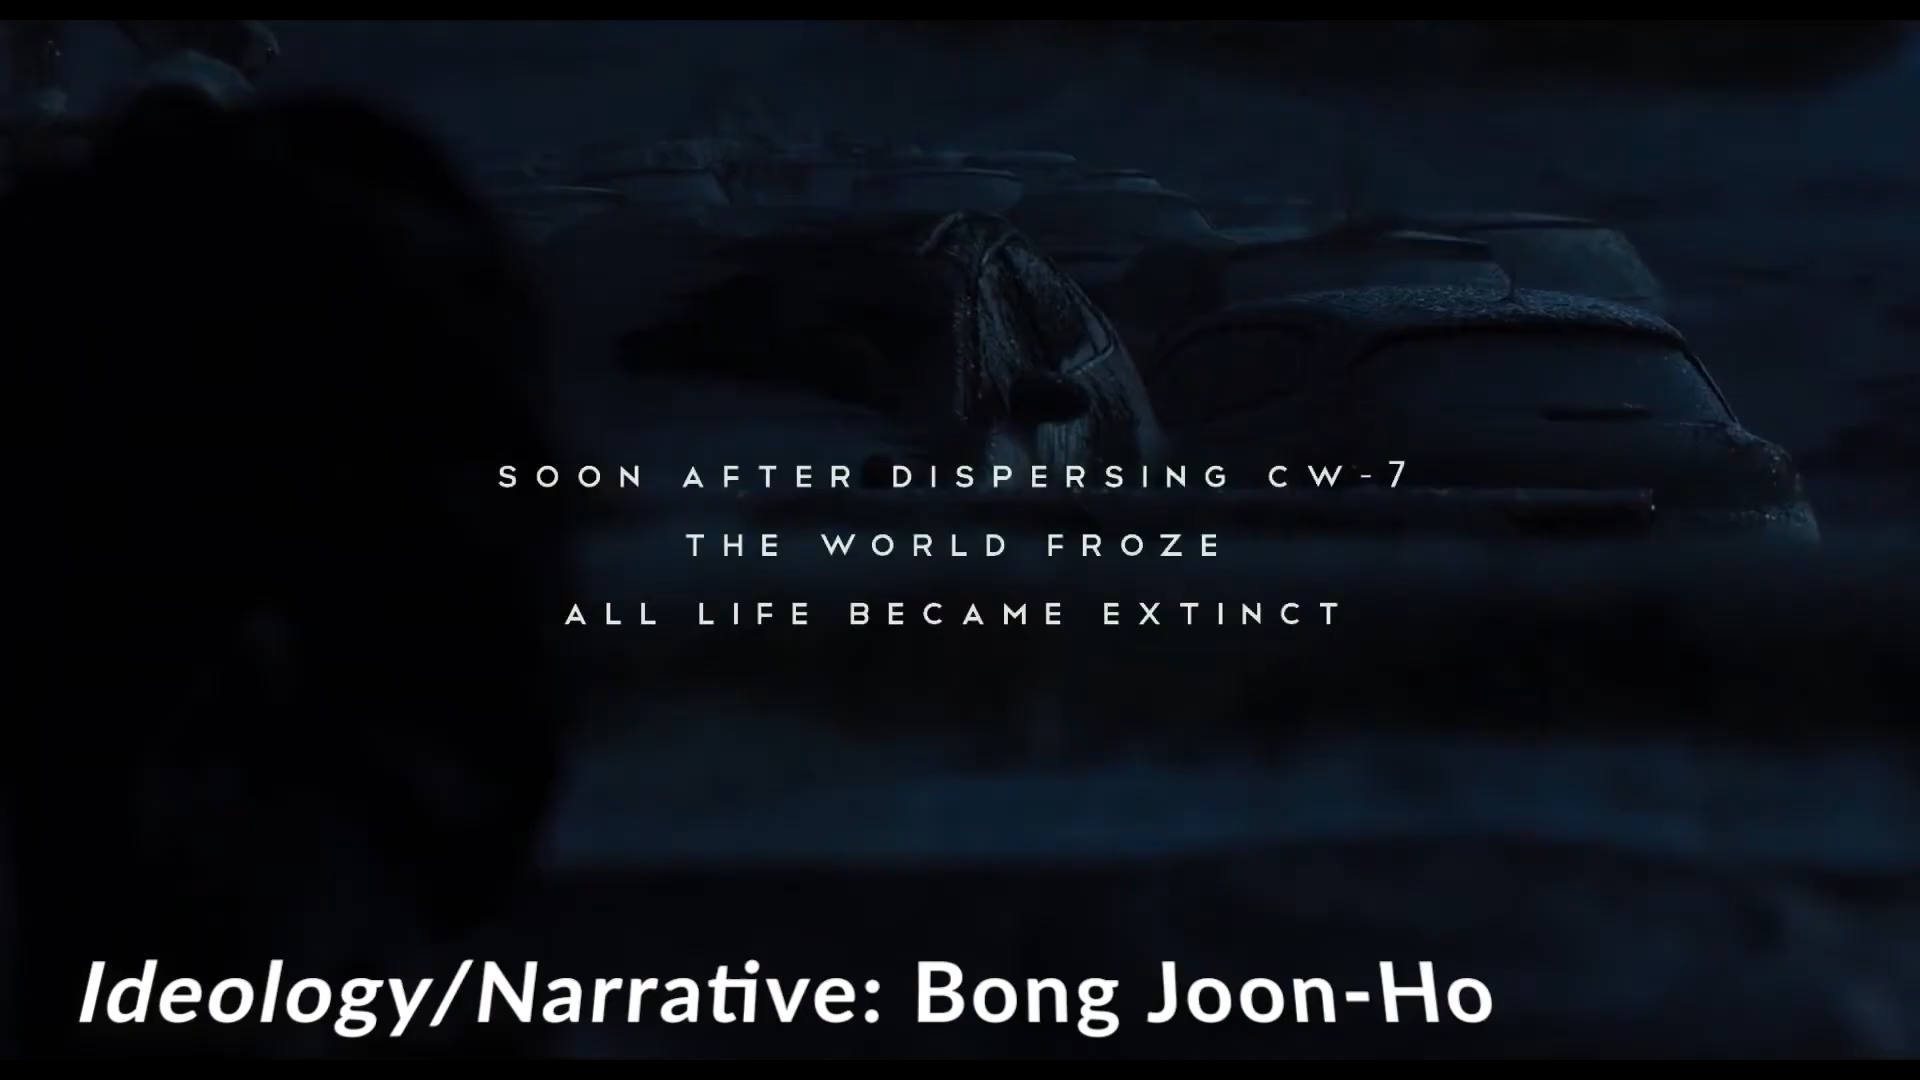 SOON AFTER DISPERSING CW-7
THE WORLD FROZE
ALL LIFE BECAME EXTINCT
Ideology/Narrative: Bong Joon-Ho